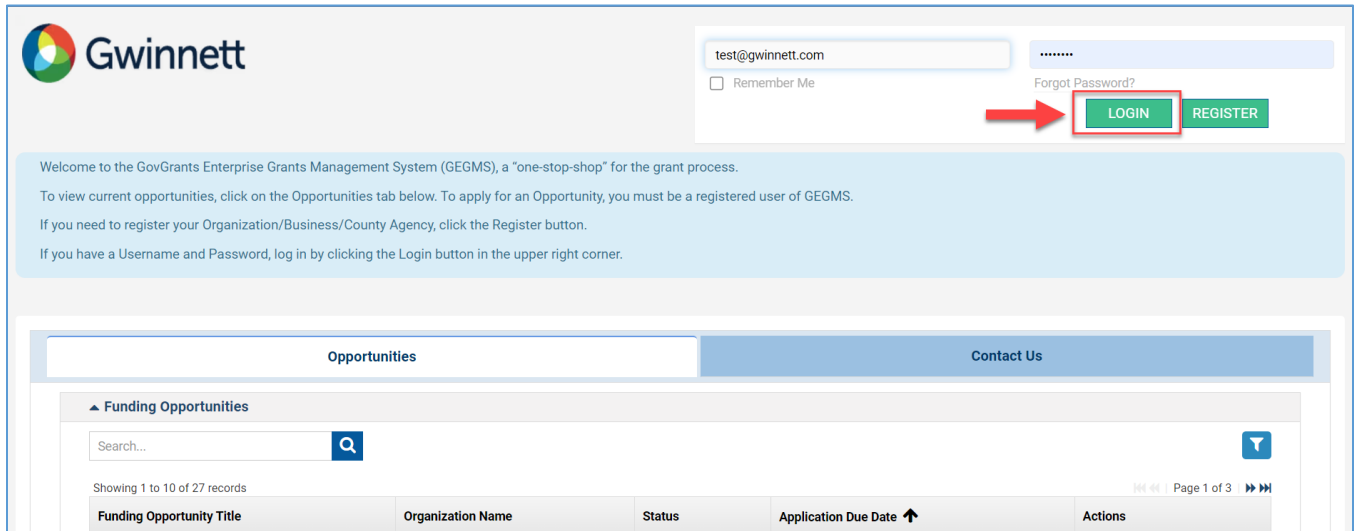 Gwinnett
test@gwinnett.com
••••••••
Remember Me
Forgot Password?
LOGIN
REGISTER
Welcome to the GovGrants Enterprise Grants Management System (GEGMS), a “one-stop-shop” for the grant process.
To view current opportunities, click on the Opportunities tab below. To apply for an Opportunity, you must be a registered user of GEGMS.
If you need to register your Organization/Business/County Agency, click the Register button.
If you have a Username and Password, log in by clicking the Login button in the upper right corner.
Opportunities
Contact Us
Funding Opportunities
Search...
Showing 1 to 10 of 27 records
Page 1 of 3
Funding Opportunity Title
Organization Name
Status
Application Due Date
Actions